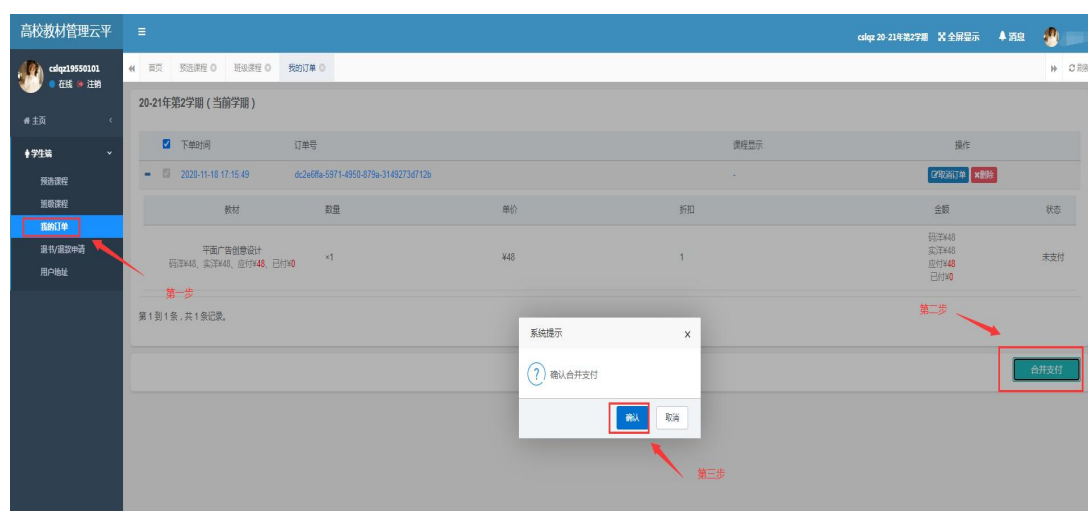 高校教材管理云平
cslqz 20-21年第2学期 全屏显示 消息
cslqz19550101
在线 注销
首页 预选课程 班级课程 我的订单
主页
学生端
预选课程
班级课程
我的订单
退书/退款申请
用户地址
第一步
20-21年第2学期 ( 当前学期 )
下单时间 订单号 课程显示 操作
2020-11-18 17:15:49 dc2e6ffa-5971-4950-879a-3149273d712b - 取消订单 删除
教材 数量 单价 折扣 金额 状态
平面广告创意设计
码洋¥48、实洋¥48、应付¥48、已付¥0
×1 ¥48 1
码洋¥48
实洋¥48
应付¥48
已付¥0
未支付
第 1 到 1 条 , 共 1 条记录。
第二步
合并支付
系统提示 x
? 确认合并支付
确认 取消
第三步